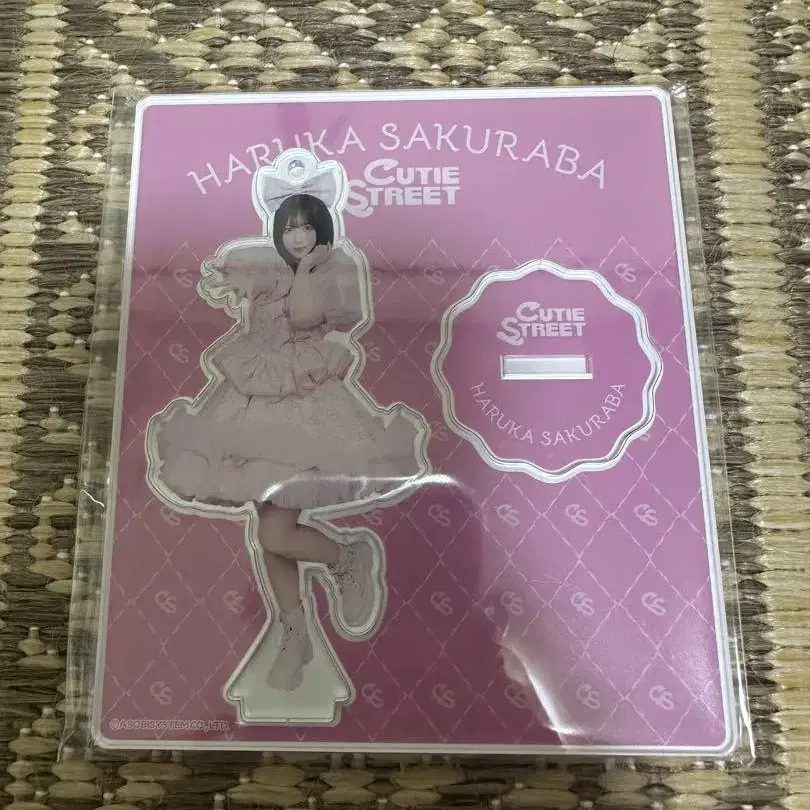 HARUKA SAKURABA
CUTIE
STREET
CUTIE
STREET
HARUKA SAKURABA
©ASOBISYSTEM CO., LTD.